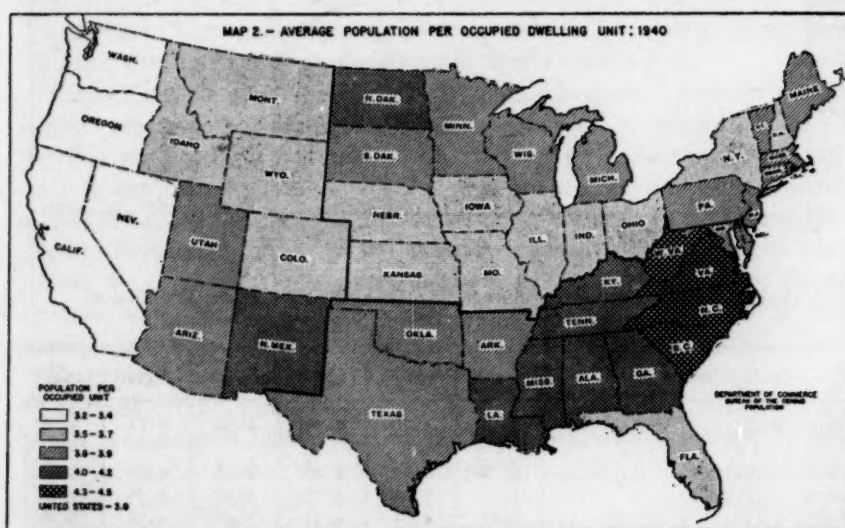 MAP 2.— AVERAGE POPULATION PER OCCUPIED DWELLING UNIT: 1940
WASH.
OREGON
CALIF.
NEV.
IDAHO
MONT.
WYO.
UTAH
COLO.
ARIZ.
N. MEX.
N. DAK.
S. DAK.
NEBR.
KANSAS
OKLA.
TEXAS
MINN.
IOWA
MO.
ARK.
LA.
WIS.
ILL.
MICH.
IND.
OHIO
KY.
TENN.
MISS.
ALA.
GA.
FLA.
S.C.
N.C.
VA.
W. VA.
PA.
N.Y.
MAINE
POPULATION PER
OCCUPIED UNIT
3.2 – 3.4
3.5 – 3.7
3.8 – 3.9
4.0 – 4.2
4.3 – 4.5
UNITED STATES – 3.8
DEPARTMENT OF COMMERCE
BUREAU OF THE CENSUS
POPULATION